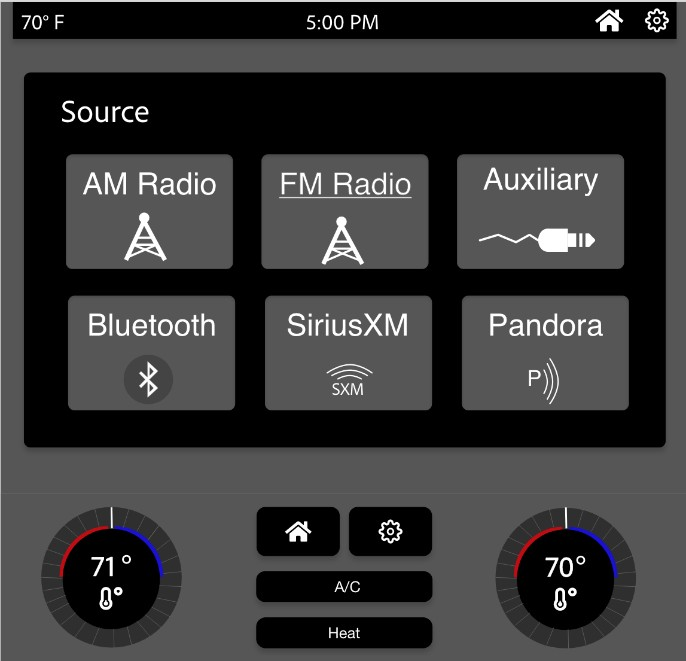 70° F
5:00 PM
Source
AM Radio
FM Radio
Auxiliary
Bluetooth
SiriusXM
Pandora
SXM
P
71°
70°
A/C
Heat